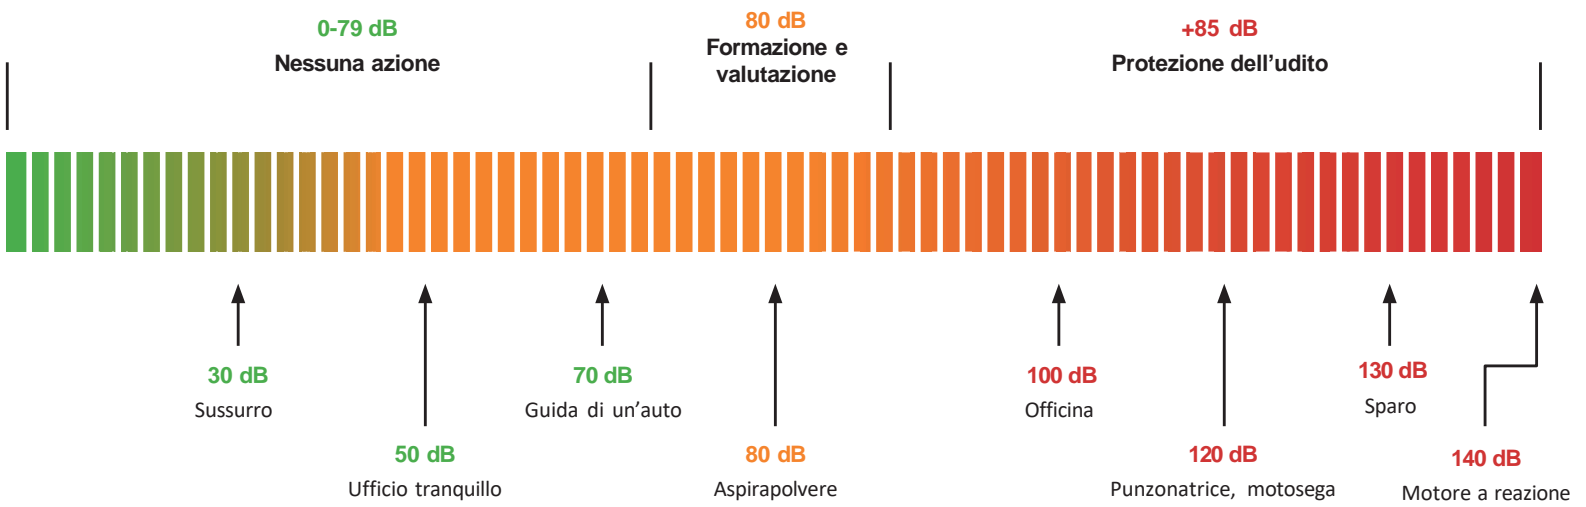 0-79 dB
Nessuna azione
80 dB
Formazione e
valutazione
+85 dB
Protezione dell'udito
30 dB
Sussurro
50 dB
Ufficio tranquillo
70 dB
Guida di un'auto
80 dB
Aspirapolvere
100 dB
Officina
120 dB
Punzonatrice, motosega
130 dB
Sparo
140 dB
Motore a reazione